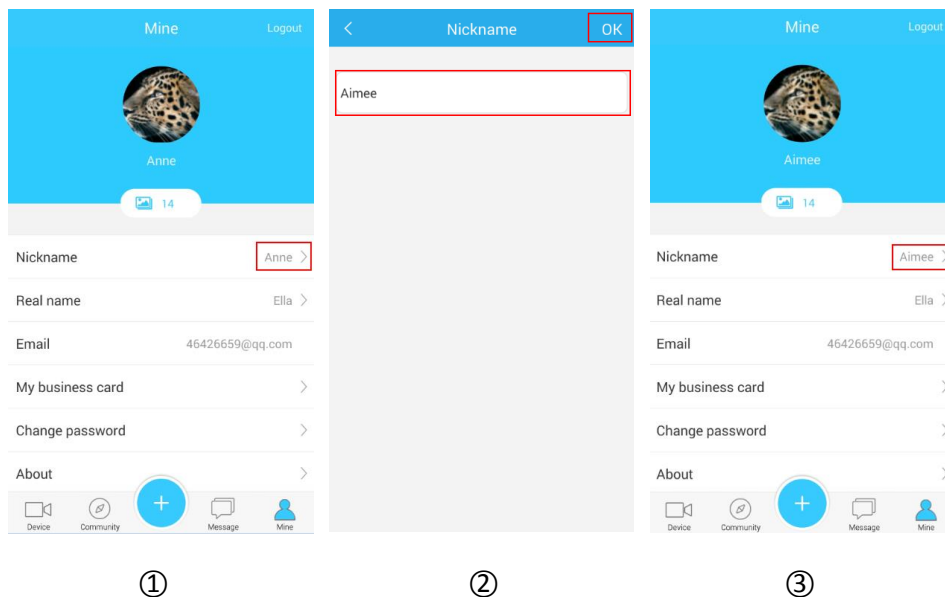 Mine Logout
Anne
14
Nickname Anne
Real name Ella
Email 46426659@qq.com
My business card
Change password
About
Device Community + Message Mine
①
Nickname OK
Aimee
②
Mine Logout
Aimee
14
Nickname Aimee
Real name Ella
Email 46426659@qq.com
My business card
Change password
About
Device Community + Message Mine
③